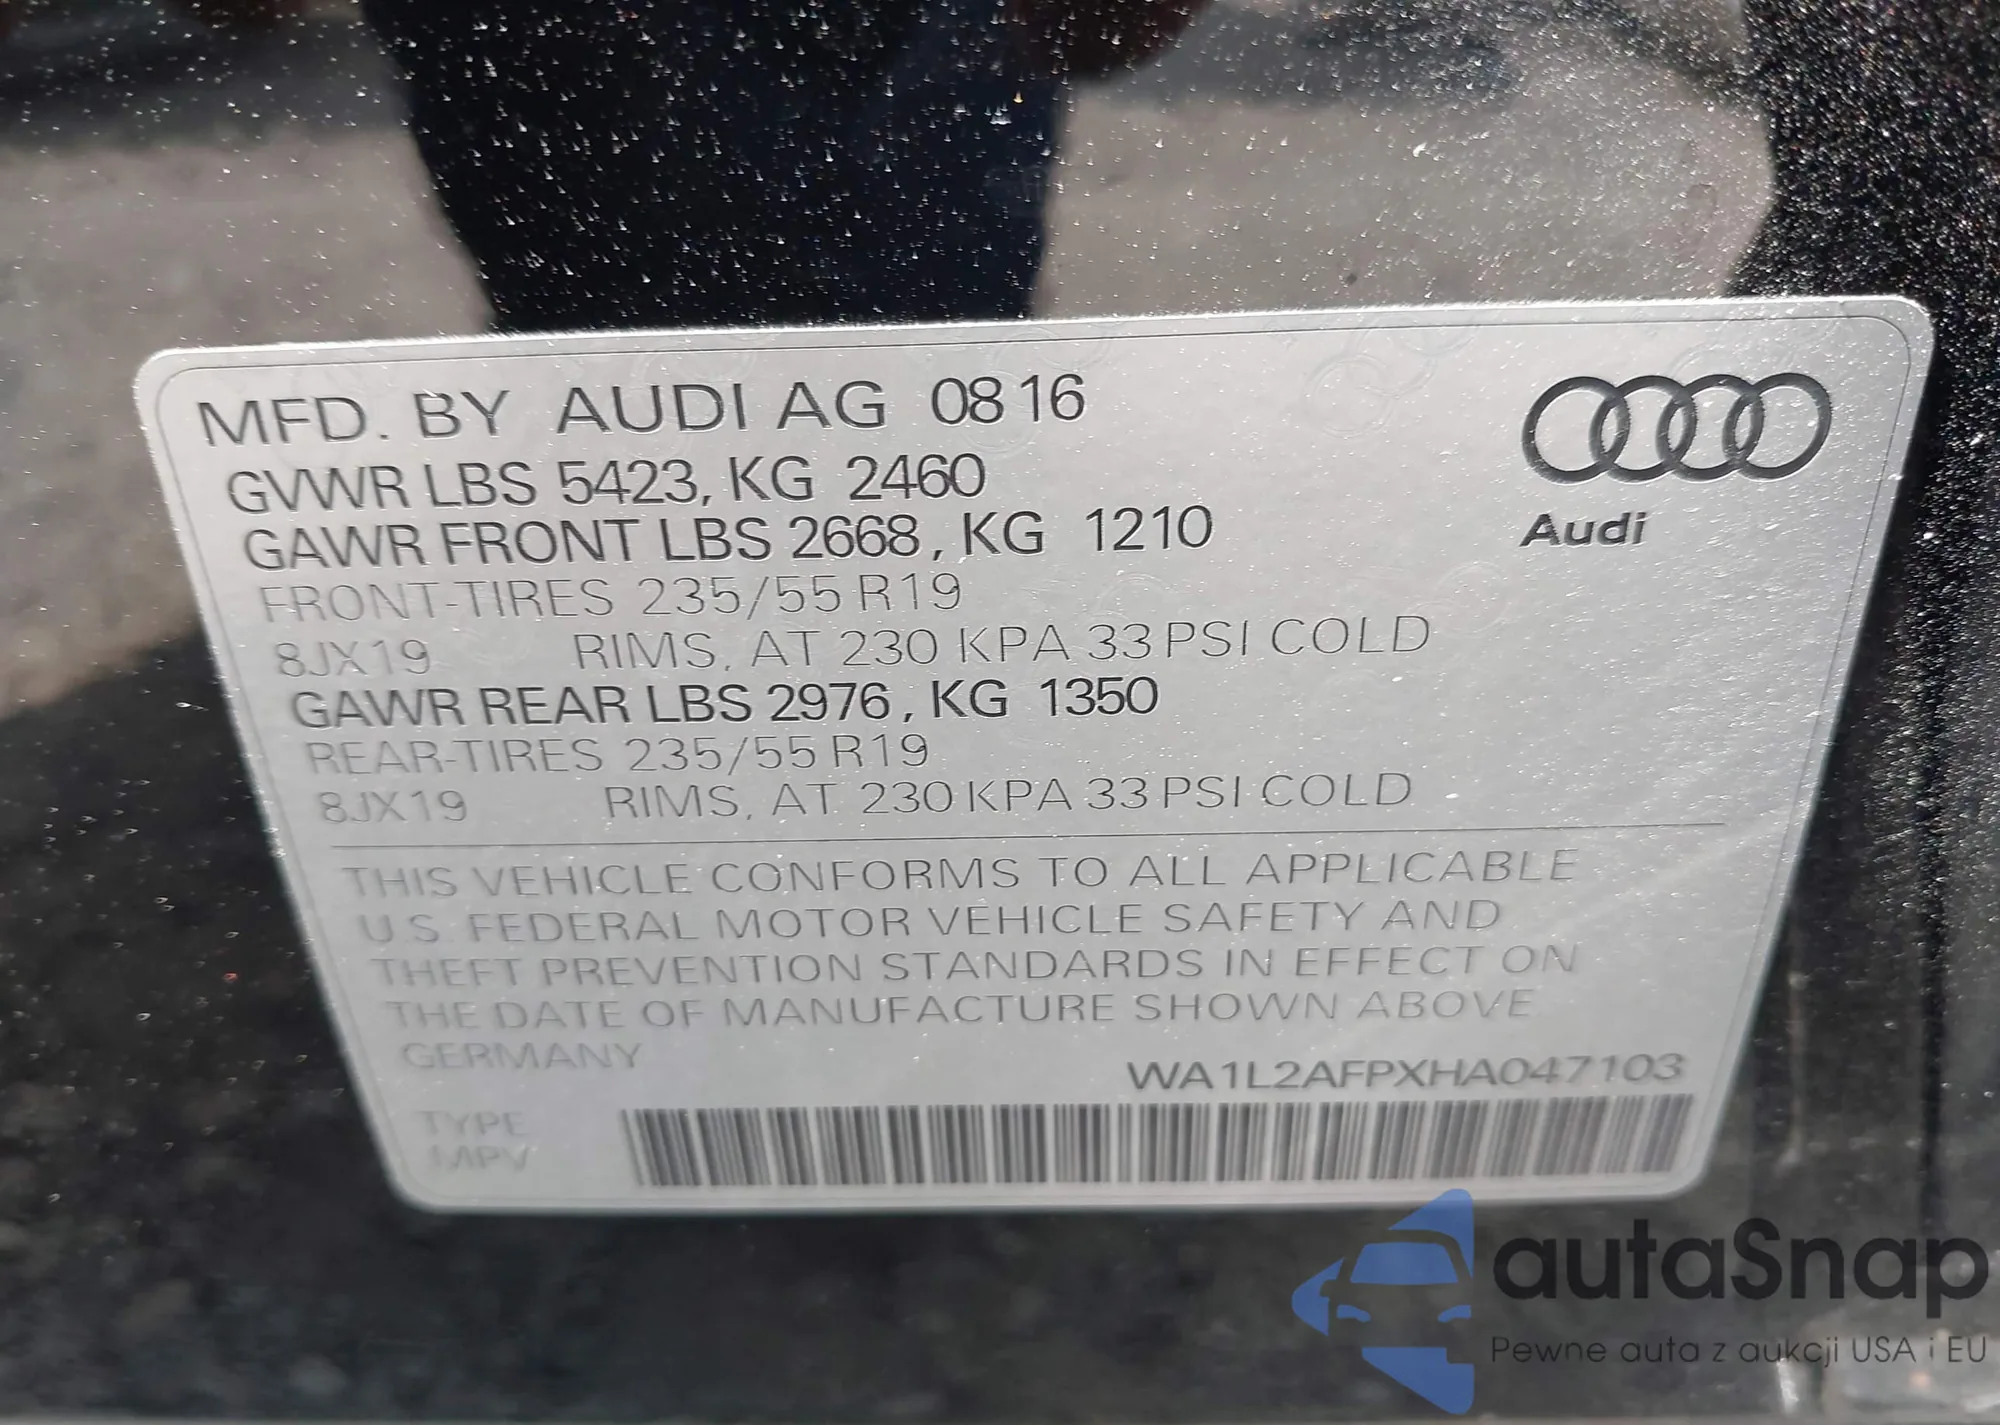 MFD. BY AUDI AG 08 16
GVWR LBS 5423, KG 2460
GAWR FRONT LBS 2668, KG 1210
FRONT-TIRES 235/55 R19
8JX19 RIMS, AT 230 KPA 33 PSI COLD
GAWR REAR LBS 2976, KG 1350
REAR-TIRES 235/55 R19
8JX19 RIMS, AT 230 KPA 33 PSI COLD
Audi
THIS VEHICLE CONFORMS TO ALL APPLICABLE
U.S. FEDERAL MOTOR VEHICLE SAFETY AND
THEFT PREVENTION STANDARDS IN EFFECT ON
THE DATE OF MANUFACTURE SHOWN ABOVE
GERMANY
WA1L2AFPXHA047103
TYPE
MPV
autaSnap
Pewne auta z aukcji USA i EU